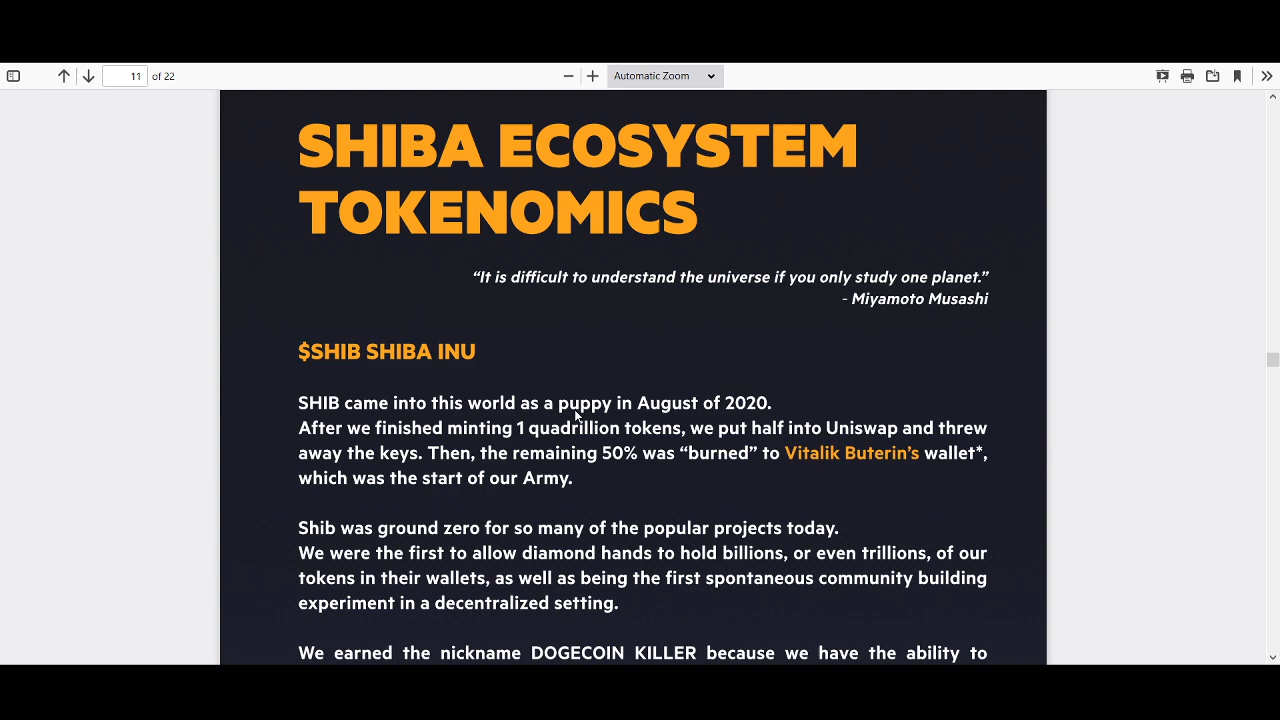 11 of 22
Automatic Zoom
SHIBA ECOSYSTEM
TOKENOMICS
“It is difficult to understand the universe if you only study one planet.”
- Miyamoto Musashi
$SHIB SHIBA INU
SHIB came into this world as a puppy in August of 2020.
After we finished minting 1 quadrillion tokens, we put half into Uniswap and threw
away the keys. Then, the remaining 50% was “burned” to Vitalik Buterin’s wallet*,
which was the start of our Army.
Shib was ground zero for so many of the popular projects today.
We were the first to allow diamond hands to hold billions, or even trillions, of our
tokens in their wallets, as well as being the first spontaneous community building
experiment in a decentralized setting.
We earned the nickname DOGECOIN KILLER because we have the ability to